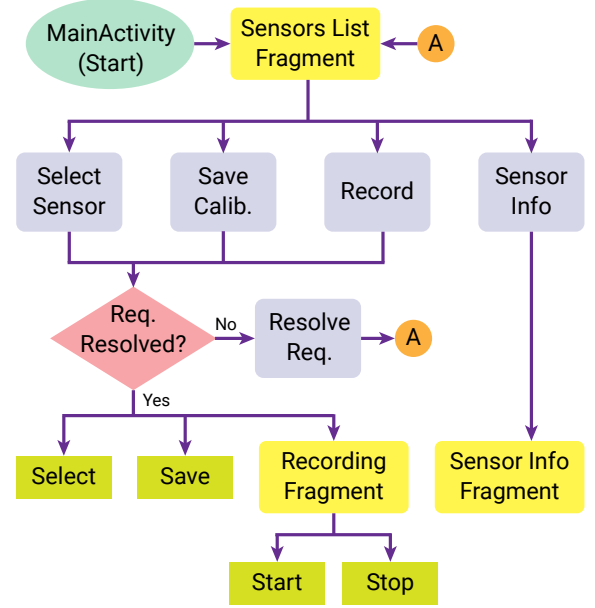 MainActivity
(Start)
Sensors List
Fragment
A
Select
Sensor
Save
Calib.
Record
Sensor
Info
Req.
Resolved?
No
Resolve
Req.
A
Yes
Select
Save
Recording
Fragment
Sensor Info
Fragment
Start
Stop